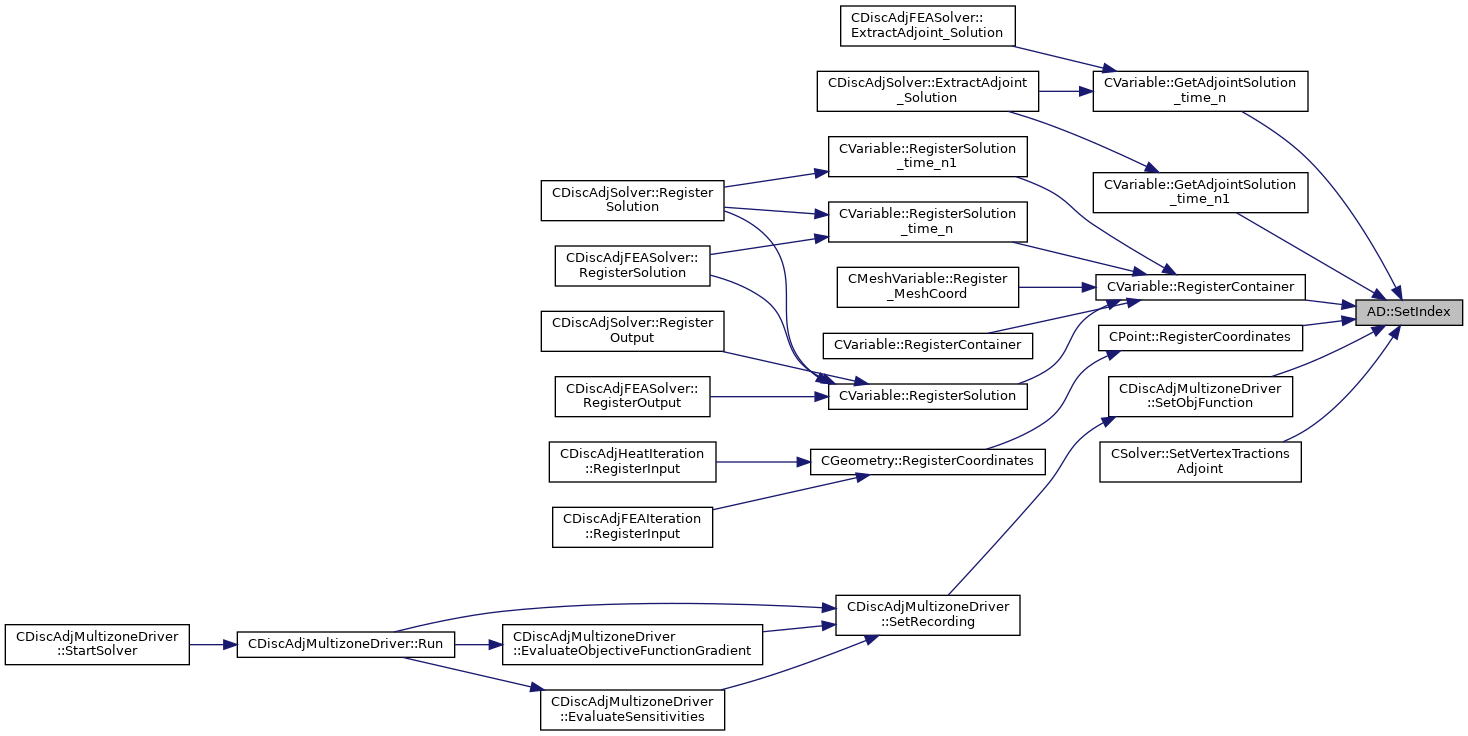 CDiscAdjFEASolver::
ExtractAdjoint_Solution
CDiscAdjSolver::ExtractAdjoint
_Solution
CVariable::GetAdjointSolution
_time_n
CVariable::RegisterSolution
_time_n1
CVariable::GetAdjointSolution
_time_n1
CDiscAdjSolver::Register
Solution
CVariable::RegisterSolution
_time_n
CDiscAdjFEASolver::
RegisterSolution
CMeshVariable::Register
_MeshCoord
CVariable::RegisterContainer
AD::SetIndex
CDiscAdjSolver::Register
Output
CVariable::RegisterContainer
CPoint::RegisterCoordinates
CDiscAdjFEASolver::
RegisterOutput
CVariable::RegisterSolution
CDiscAdjMultizoneDriver
::SetObjFunction
CDiscAdjHeatIteration
::RegisterInput
CGeometry::RegisterCoordinates
CSolver::SetVertexTractions
Adjoint
CDiscAdjFEAIteration
::RegisterInput
CDiscAdjMultizoneDriver
::SetRecording
CDiscAdjMultizoneDriver
::StartSolver
CDiscAdjMultizoneDriver::Run
CDiscAdjMultizoneDriver
::EvaluateObjectiveFunctionGradient
CDiscAdjMultizoneDriver
::EvaluateSensitivities